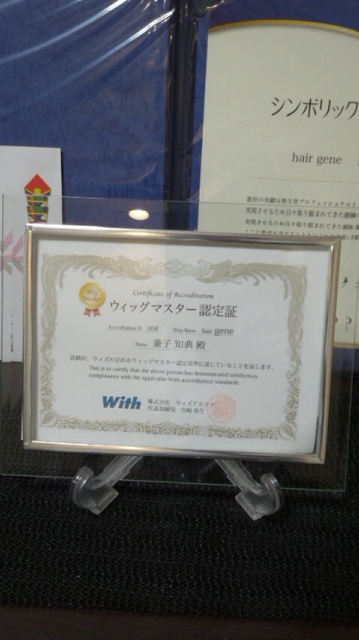 シンボリック
hair gene
Certificate of Accreditation
ウィッグマスター認定証
Accreditation ID 208 Shop Name hair gene
Name 兼子 知典 殿
貴殿が、ウィズの定めるウィッグマスター認定基準に達していることを証します。
This is to certify that the above person has demonstrated satisfactory
compliance with the applicable With accreditation standards.
With 株式会社 ウィズアルファ
代表取締役